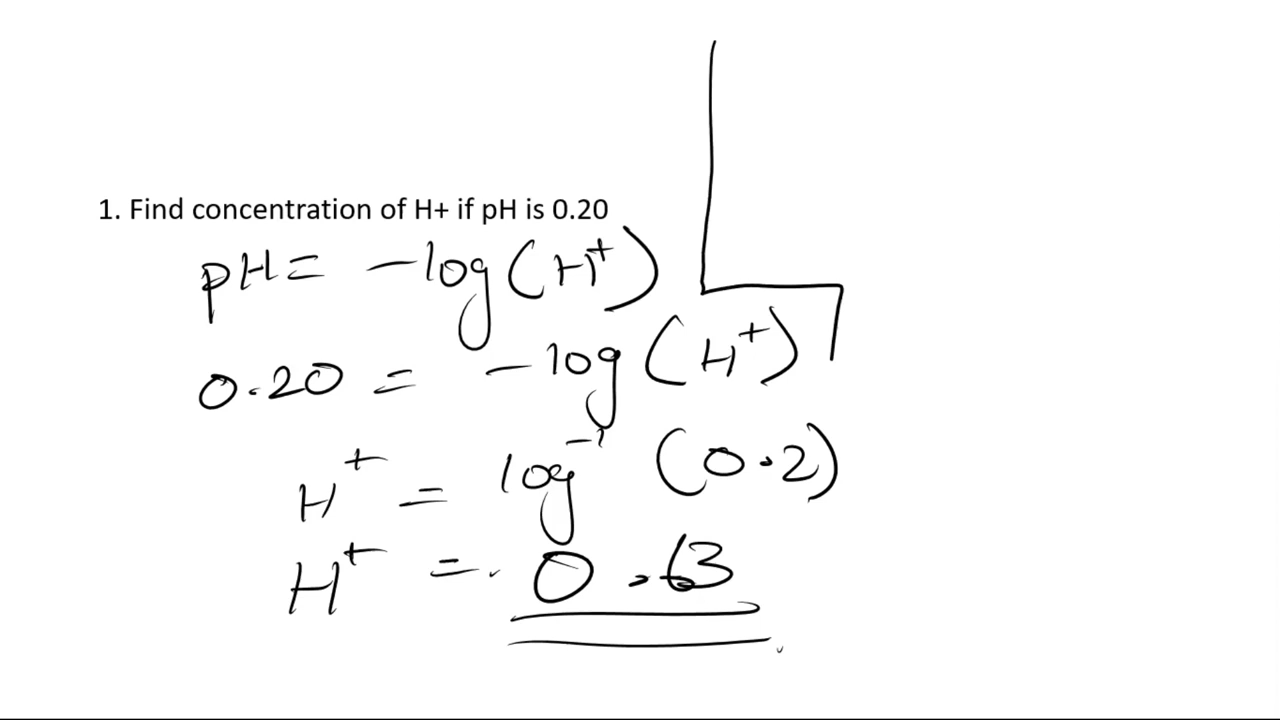 1. Find concentration of H+ if pH is 0.20
pH = -log(H⁺)
0.20 = -log(H⁺)
H⁺ = log⁻¹ (0.2)
H⁺ = 0.63